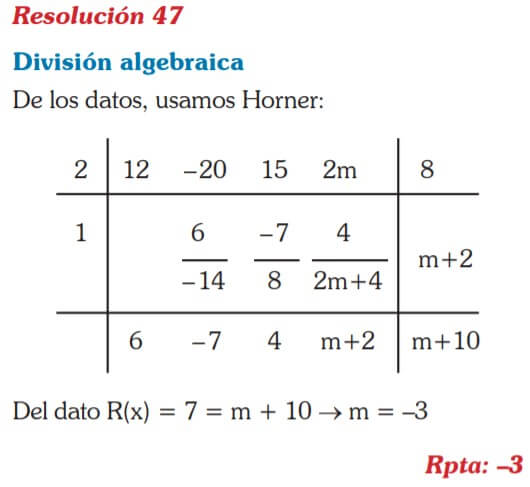 Resolución 47
División algebraica
De los datos, usamos Horner:
2 12 –20 15 2m 8
1 6 –7 4
m+2
–14 8 2m+4
6 –7 4 m+2 m+10
Del dato R(x) = 7 = m + 10 → m = –3
Rpta: –3